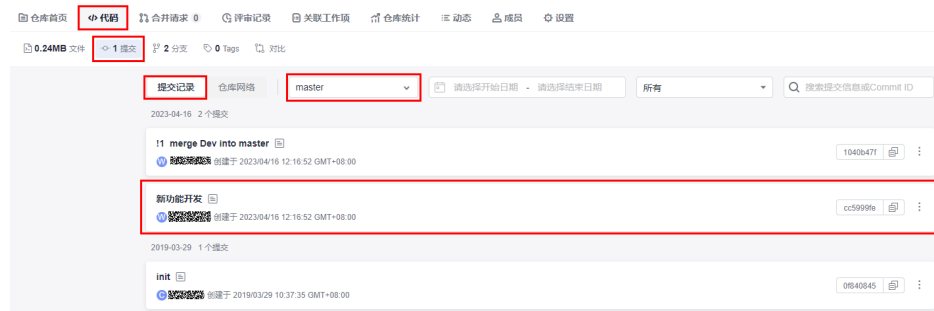 仓库首页 代码 合并请求 0 评审记录 关联工作项 仓库统计 动态 成员 设置
0.24MB 文件 1 提交 2 分支 0 Tags 对比
提交记录 仓库网络 master 请选择开始日期 - 请选择结束日期 所有 搜索提交信息或Commit ID
2023-04-16 2 个提交
!1 merge Dev into master
W 创建于 2023/04/16 12:16:52 GMT+08:00
1040b47f
新功能开发
W 创建于 2023/04/16 12:16:52 GMT+08:00
cc5999fe
2019-03-29 1 个提交
init
C 创建于 2019/03/29 10:37:35 GMT+08:00
0f840845